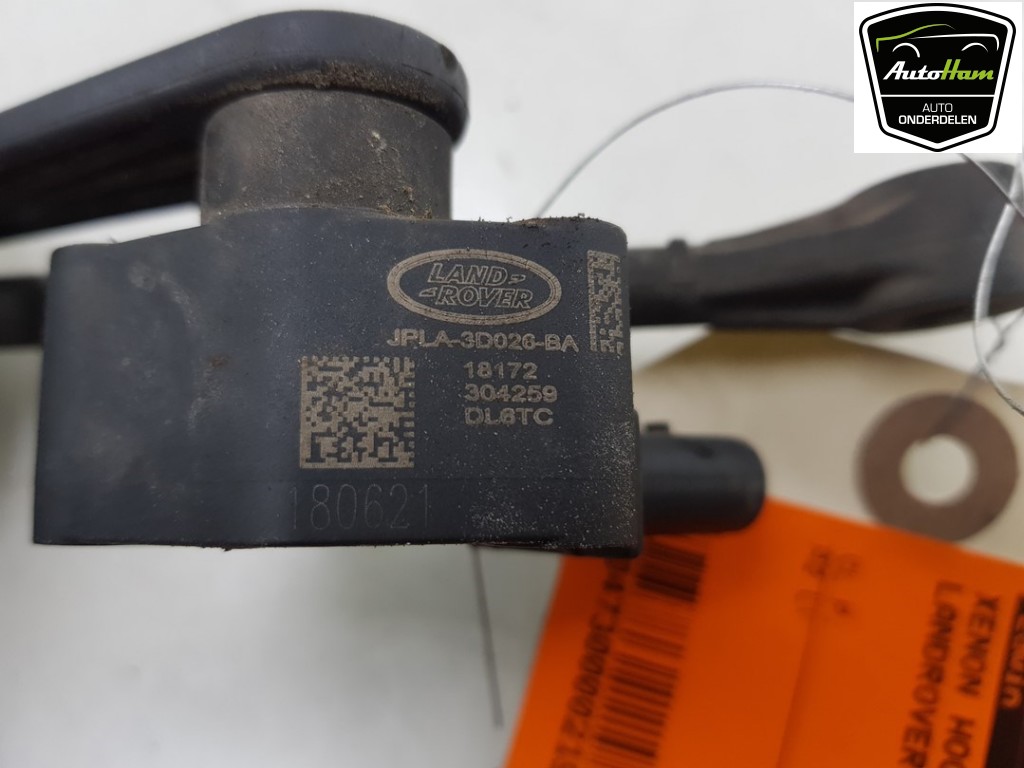 AutoHam
AUTO
ONDERDELEN
LAND
ROVER
JPLA-3D026-BA
18172
304259
DL6TC
180621
XENON
LANDROVER